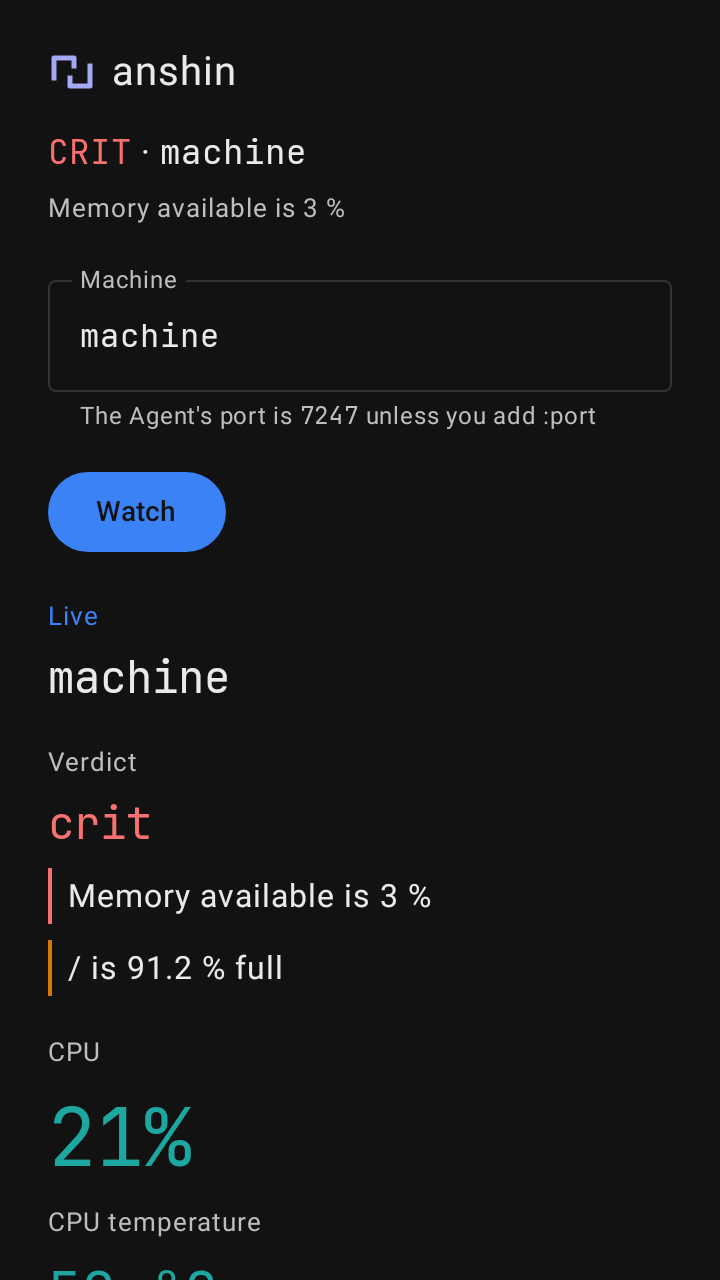 anshin
CRIT · machine
Memory available is 3 %
Machine
machine
The Agent's port is 7247 unless you add :port
Watch
Live
machine
Verdict
crit
Memory available is 3 %
/ is 91.2 % full
CPU
21%
CPU temperature